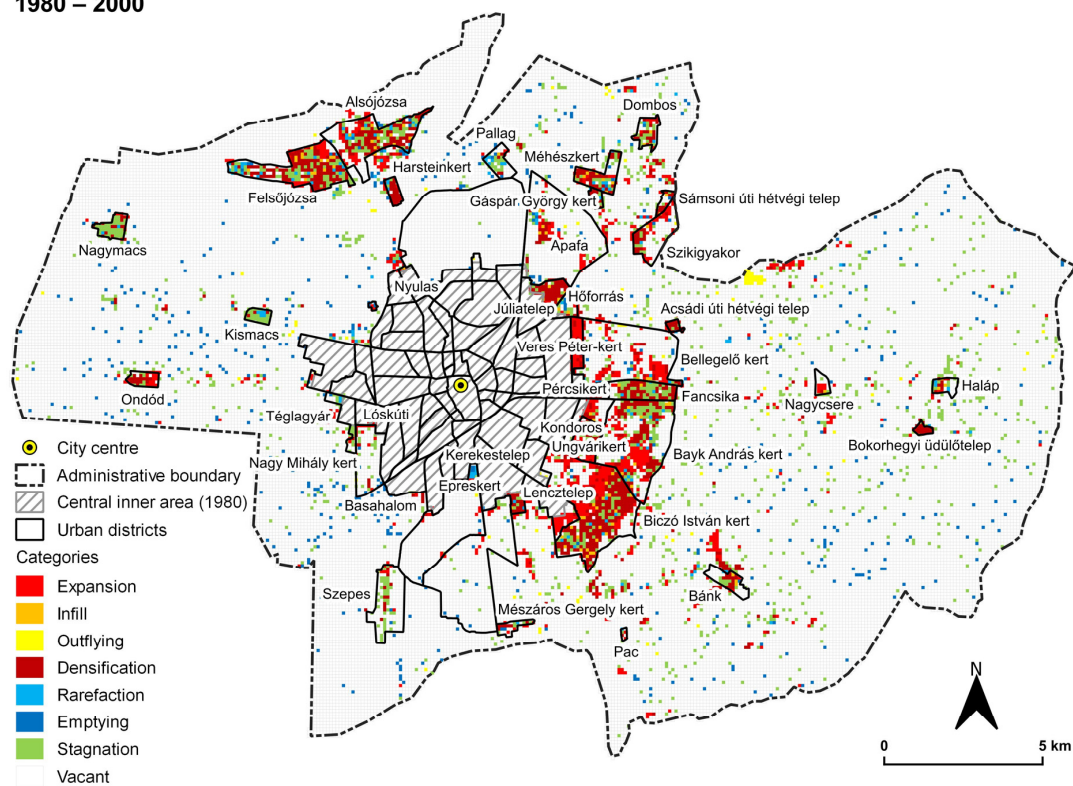 1980 – 2000
Alsójózsa
Dombos
Pallag
Méhészkert
Harsteinkert
Felsőjózsa
Gáspár György kert
Sámsoni úti hétvégi telep
Apafa
Szikigyakor
Nagymacs
Nyulas
Hőforrás
Júliatelep
Acsádi úti hétvégi telep
Kismacs
Veres Péter-kert
Bellegelő kert
Ondód
Pércsikert
Fancsika
Haláp
Nagycsere
Téglagyár
Lóskúti
Kondoros
Ungvárikert
Bokorhegyi üdülőtelep
Kerekestelep
Bayk András kert
Nagy Mihály kert
Epreskert
Lencztelep
Basahalom
Biczó István kert
Szepes
Bánk
Mészáros Gergely kert
Pac
City centre
Administrative boundary
Central inner area (1980)
Urban districts
Categories
Expansion
Infill
Outflying
Densification
Rarefaction
Emptying
Stagnation
Vacant
N
0 5 km